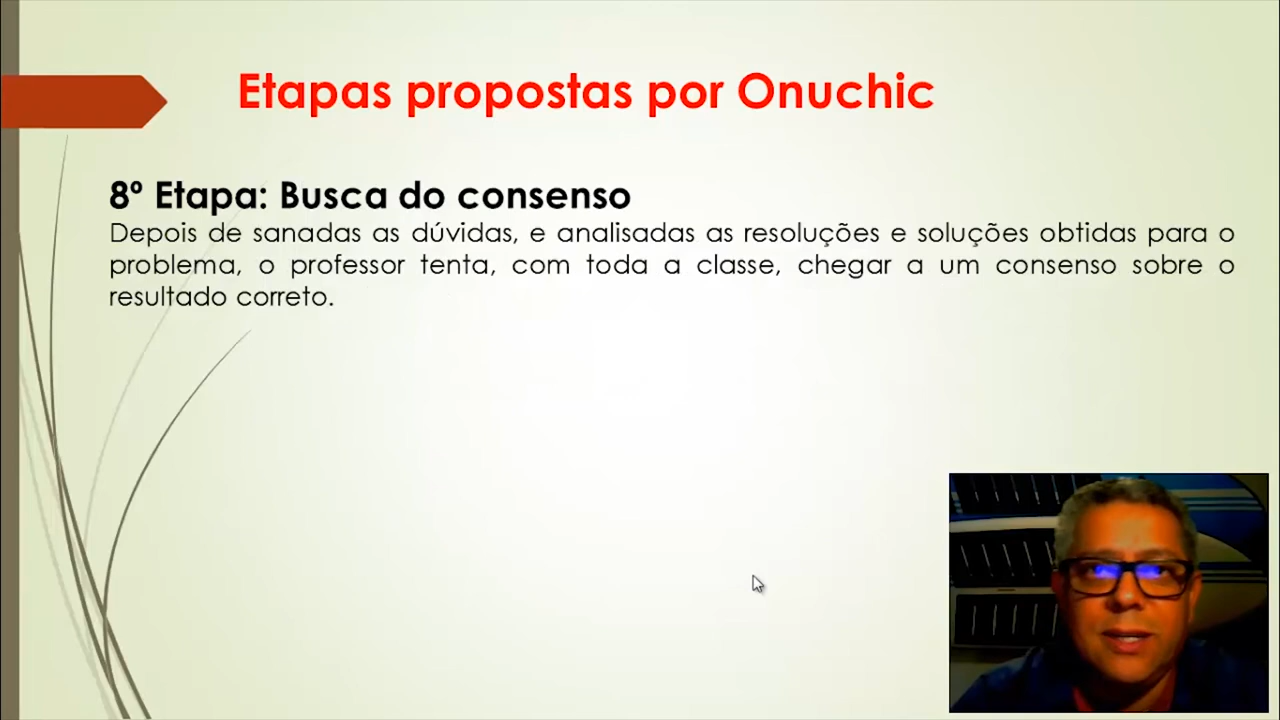 Etapas propostas por Onuchic
8º Etapa: Busca do consenso
Depois de sanadas as dúvidas, e analisadas as resoluções e soluções obtidas para o
problema, o professor tenta, com toda a classe, chegar a um consenso sobre o
resultado correto.